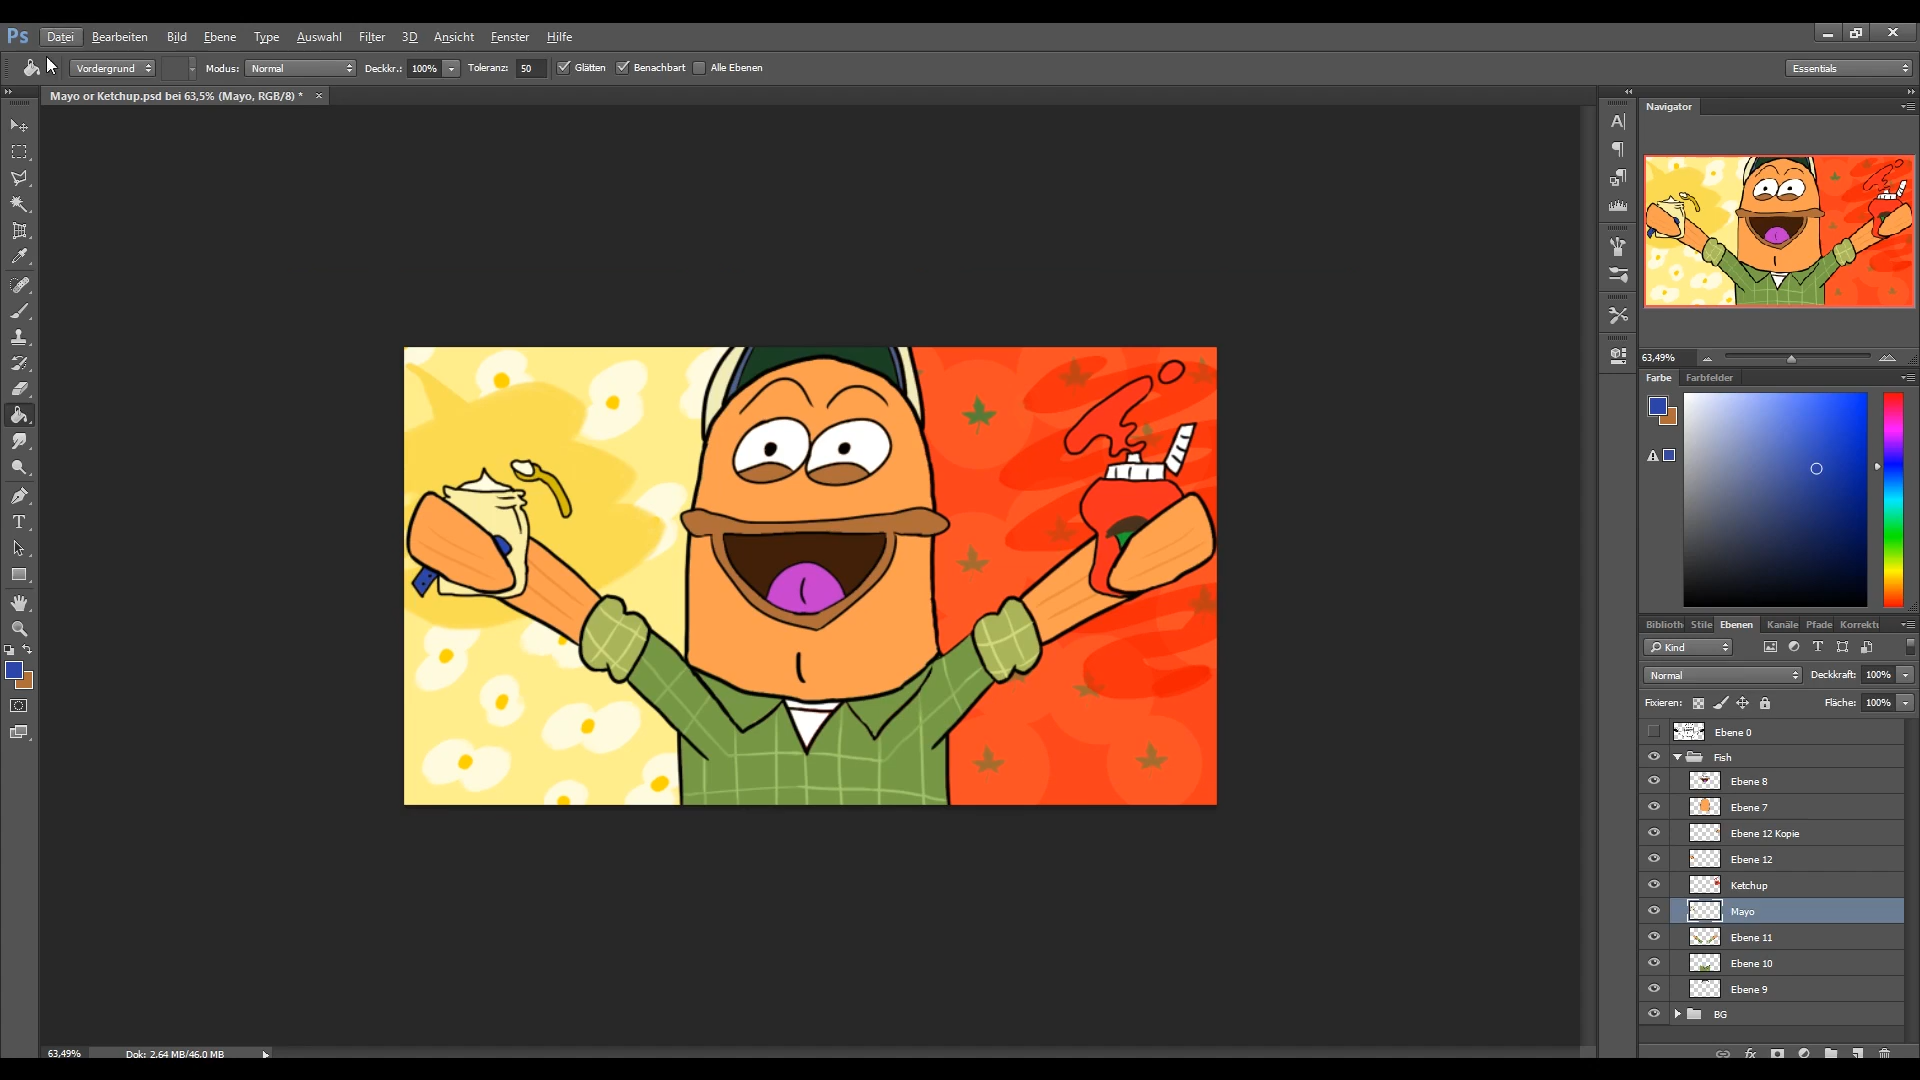 Ps Datei Bearbeiten Bild Ebene Type Auswahl Filter 3D Ansicht Fenster Hilfe
Vordergrund Modus: Normal Deckkr.: 100% Toleranz: 50 Glätten Benachbart Alle Ebenen Essentials
Mayo or Ketchup.psd bei 63,5% (Mayo, RGB/8) * ×
Navigator
63,49%
Farbe Farbfelder
Biblioth Stile Ebenen Kanäle Pfade Korrektu
Kind
Normal Deckkraft: 100%
Fixieren: Fläche: 100%
Ebene 0
Fish
Ebene 8
Ebene 7
Ebene 12 Kopie
Ebene 12
Ketchup
Mayo
Ebene 11
Ebene 10
Ebene 9
BG
63,49% Dok: 2,64 MB/46,0 MB